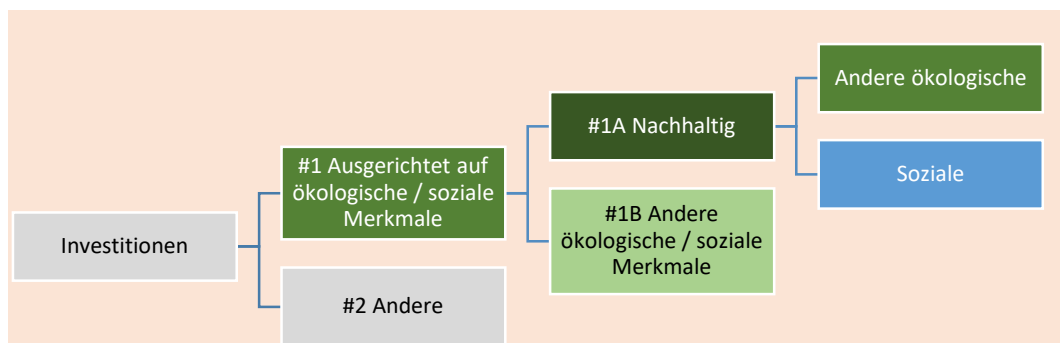 Investitionen
#1 Ausgerichtet auf
ökologische / soziale
Merkmale
#2 Andere
#1A Nachhaltig
#1B Andere
ökologische / soziale
Merkmale
Andere ökologische
Soziale